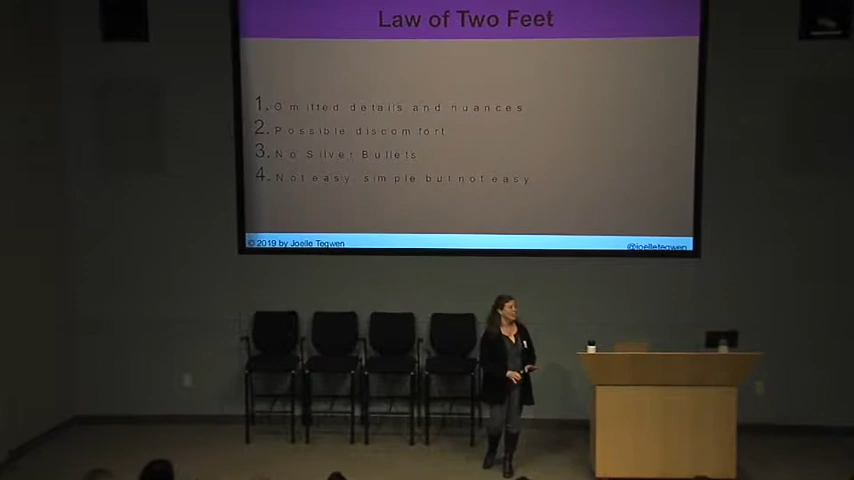 Law of Two Feet
1. Omitted details and nuances
2. Possible discomfort
3. No Silver Bullets
4. Not easy, simple but not easy
© 2019 by Joelle Tegwen
@joelletegwen